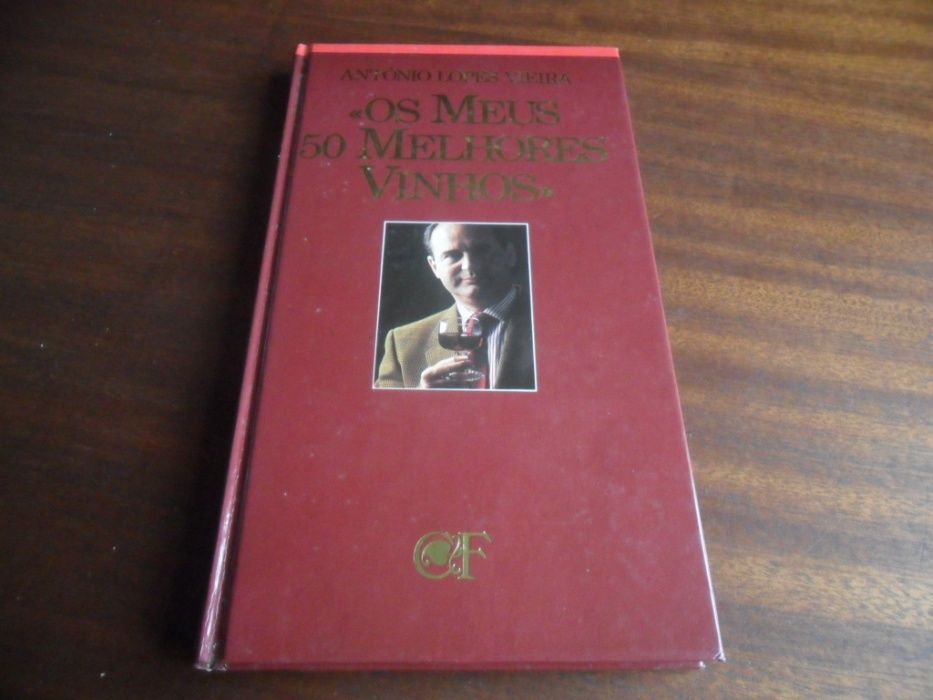 ANTÓNIO LOPES VIEIRA
«OS MEUS
50 MELHORES
VINHOS»
CF